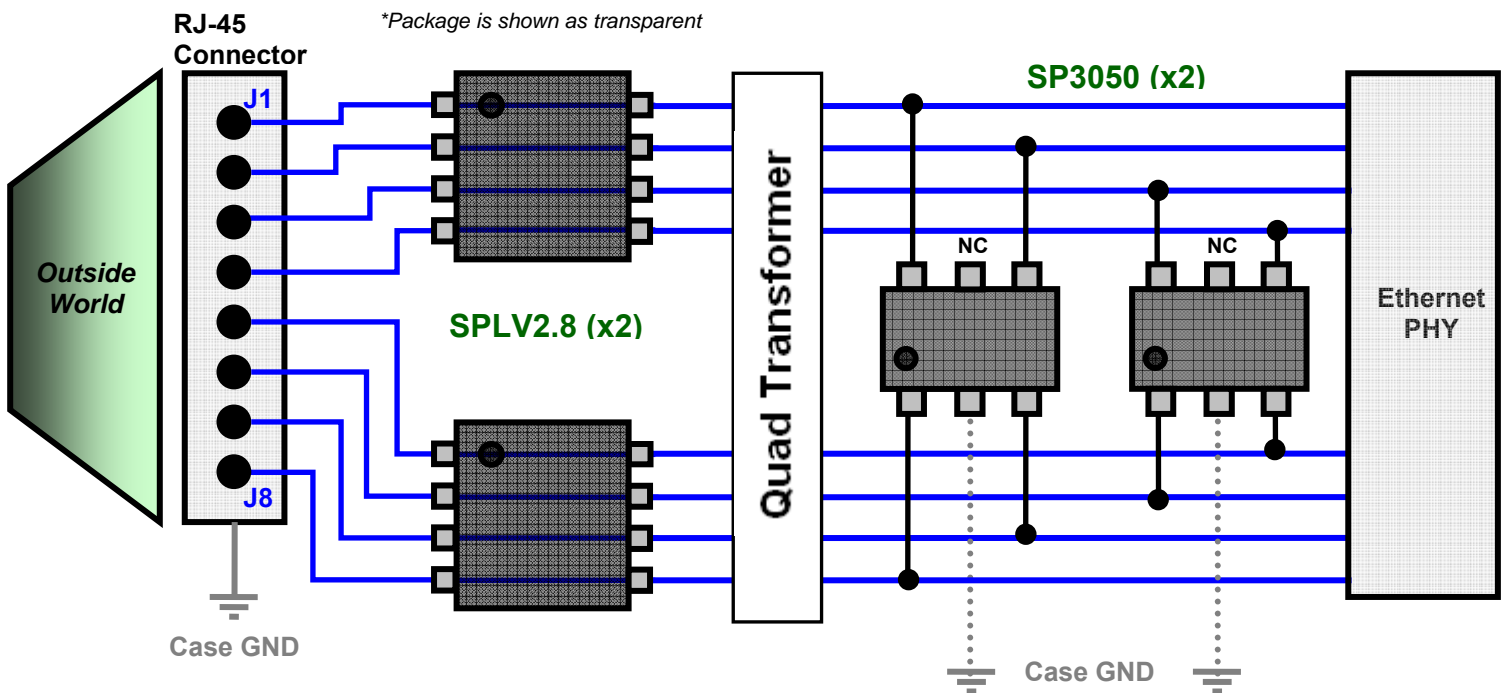 RJ-45
Connector
*Package is shown as transparent
J1
SP3050 (x2)
Outside
World
SPLV2.8 (x2)
Quad Transformer
NC
NC
Ethernet
PHY
J8
Case GND
Case GND